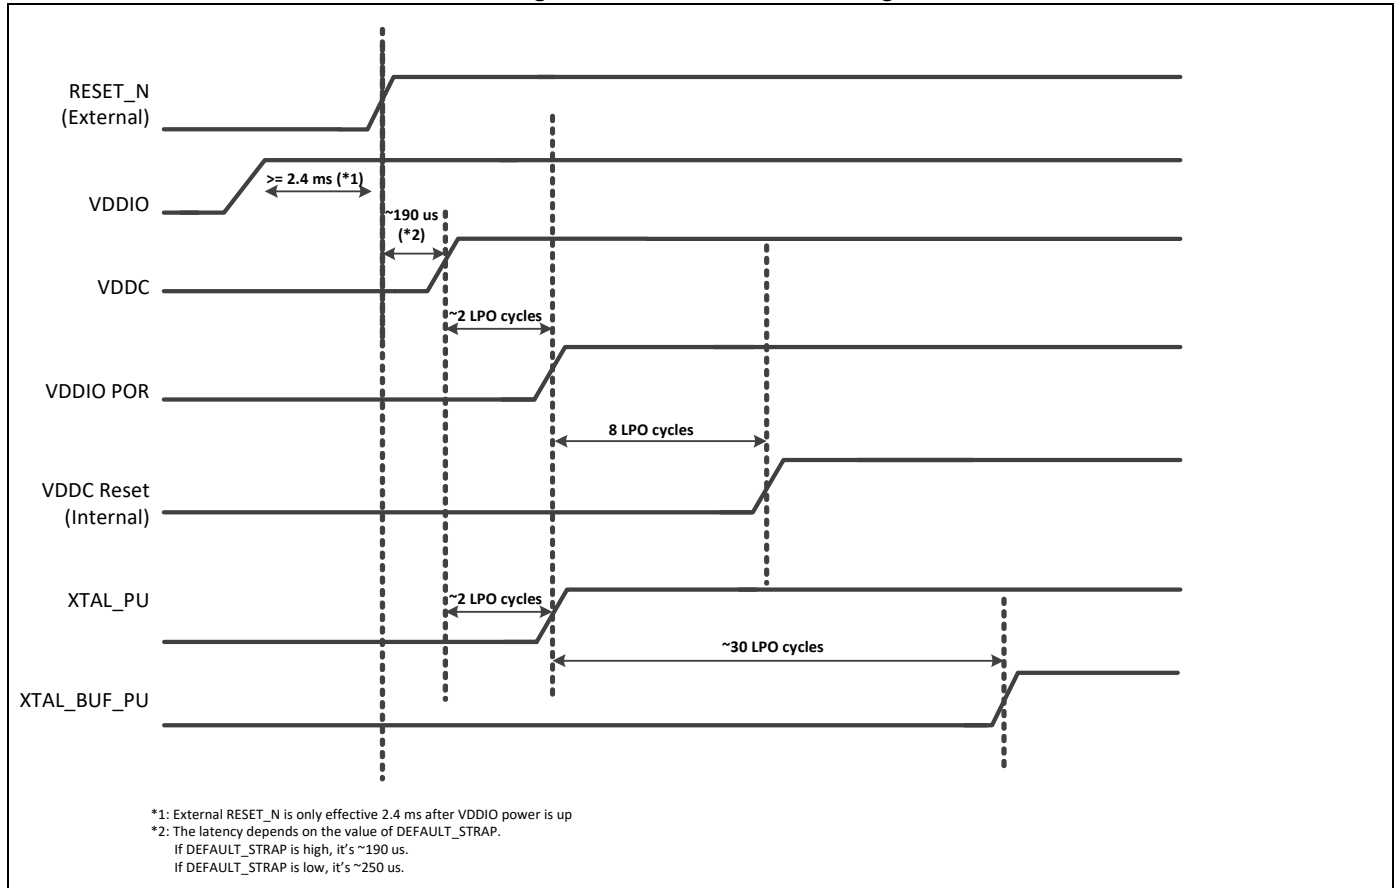 RESET_N
(External)
>= 2.4 ms (*1)
VDDIO
~190 us
(*2)
VDDC
~2 LPO cycles
VDDIO POR
8 LPO cycles
VDDC Reset
(Internal)
XTAL_PU
~2 LPO cycles
~30 LPO cycles
XTAL_BUF_PU
*1: External RESET_N is only effective 2.4 ms after VDDIO power is up
*2: The latency depends on the value of DEFAULT_STRAP.
If DEFAULT_STRAP is high, it’s ~190 us.
If DEFAULT_STRAP is low, it’s ~250 us.